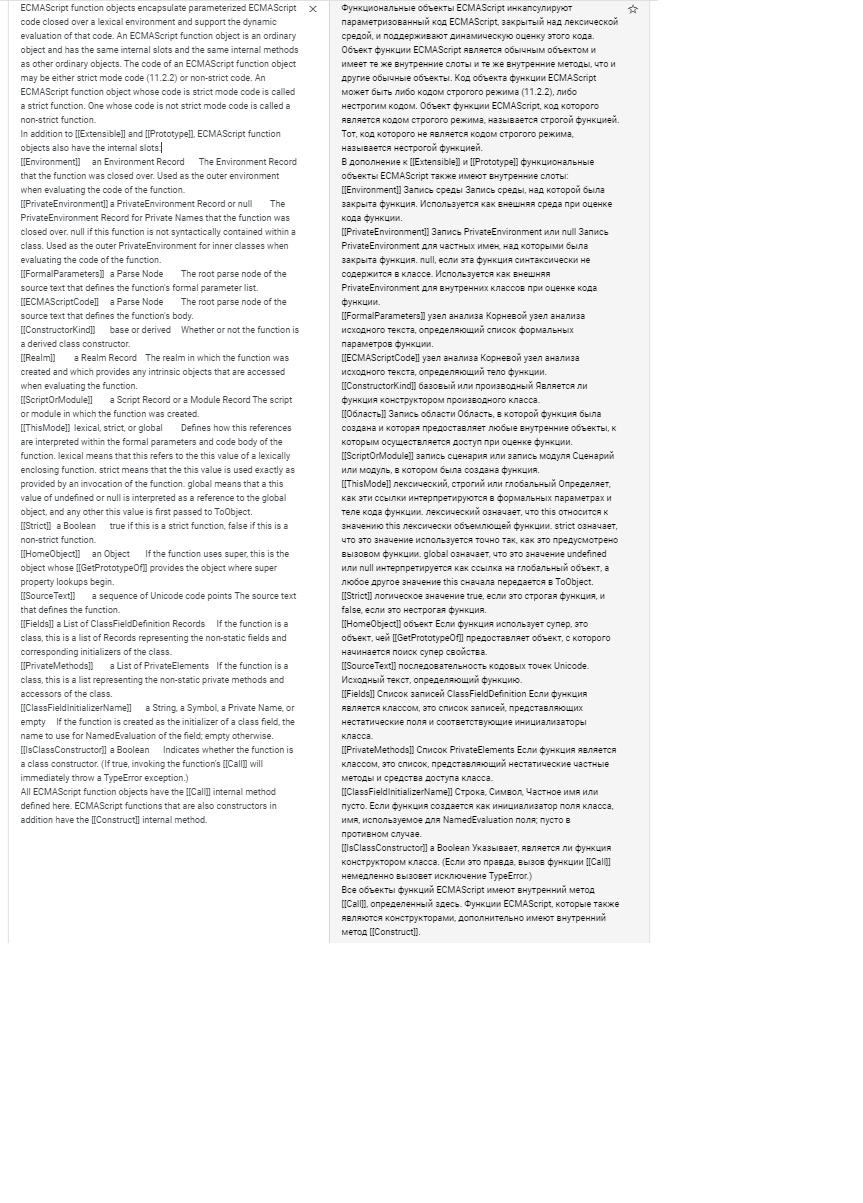 ECMAScript function objects encapsulate parameterized ECMAScript
code closed over a lexical environment and support the dynamic
evaluation of that code. An ECMAScript function object is an ordinary
object and has the same internal slots and the same internal methods
as other ordinary objects. The code of an ECMAScript function object
may be either strict mode code (11.2.2) or non-strict code. An
ECMAScript function object whose code is strict mode code is called
a strict function. One whose code is not strict mode code is called a
non-strict function.
In addition to [[Extensible]] and [[Prototype]], ECMAScript function
objects also have the internal slots:
[[Environment]] an Environment Record The Environment Record
that the function was closed over. Used as the outer environment
when evaluating the code of the function.
[[PrivateEnvironment]] a PrivateEnvironment Record or null The
PrivateEnvironment Record for Private Names that the function was
closed over. null if this function is not syntactically contained within a
class. Used as the outer PrivateEnvironment for inner classes when
evaluating the code of the function.
[[FormalParameters]] a Parse Node The root parse node of the
source text that defines the function's formal parameter list.
[[ECMAScriptCode]] a Parse Node The root parse node of the
source text that defines the function's body.
[[ConstructorKind]] base or derived Whether or not the function is
a derived class constructor.
[[Realm]] a Realm Record The realm in which the function was
created and which provides any intrinsic objects that are accessed
when evaluating the function.
[[ScriptOrModule]] a Script Record or a Module Record The script
or module in which the function was created.
[[ThisMode]] lexical, strict, or global Defines how this references
are interpreted within the formal parameters and code body of the
function. lexical means that this refers to the this value of a lexically
enclosing function. strict means that the this value is used exactly as
provided by an invocation of the function. global means that a this
value of undefined or null is interpreted as a reference to the global
object, and any other this value is first passed to ToObject.
[[Strict]] a Boolean true if this is a strict function, false if this is a
non-strict function.
[[HomeObject]] an Object If the function uses super, this is the
object whose [[GetPrototypeOf]] provides the object where super
property lookups begin.
[[SourceText]] a sequence of Unicode code points The source text
that defines the function.
[[Fields]] a List of ClassFieldDefinition Records If the function is a
class, this is a list of Records representing the non-static fields and
corresponding initializers of the class.
[[PrivateMethods]] a List of PrivateElements If the function is a
class, this is a list representing the non-static private methods and
accessors of the class.
[[ClassFieldInitializerName]] a String, a Symbol, a Private Name, or
empty If the function is created as the initializer of a class field, the
name to use for NamedEvaluation of the field; empty otherwise.
[[IsClassConstructor]] a Boolean Indicates whether the function is
a class constructor. (If true, invoking the function's [[Call]] will
immediately throw a TypeError exception.)
All ECMAScript function objects have the [[Call]] internal method
defined here. ECMAScript functions that are also constructors in
addition have the [[Construct]] internal method.
Функциональные объекты ECMAScript инкапсулируют
параметризованный код ECMAScript, закрытый над лексической
средой, и поддерживают динамическую оценку этого кода.
Объект функции ECMAScript является обычным объектом и
имеет те же внутренние слоты и те же внутренние методы, что и
другие обычные объекты. Код объекта функции ECMAScript
может быть либо кодом строгого режима (11.2.2), либо
нестрогим кодом. Объект функции ECMAScript, код которого
является кодом строгого режима, называется строгой функцией.
Тот, код которого не является кодом строгого режима,
называется нестрогой функцией.
В дополнение к [[Extensible]] и [[Prototype]] функциональные
объекты ECMAScript также имеют внутренние слоты:
[[Environment]] Запись среды Запись среды, над которой была
закрыта функция. Используется как внешняя среда при оценке
кода функции.
[[PrivateEnvironment]] Запись PrivateEnvironment или null Запись
PrivateEnvironment для частных имен, над которыми была
закрыта функция. null, если эта функция синтаксически не
содержится в классе. Используется как внешняя
PrivateEnvironment для внутренних классов при оценке кода
функции.
[[FormalParameters]] узел анализа Корневой узел анализа
исходного текста, определяющий список формальных
параметров функции.
[[ECMAScriptCode]] узел анализа Корневой узел анализа
исходного текста, определяющий тело функции.
[[ConstructorKind]] базовый или производный Является ли
функция конструктором производного класса.
[[Область]] Запись области Область, в которой функция была
создана и которая предоставляет любые внутренние объекты, к
которым осуществляется доступ при оценке функции.
[[ScriptOrModule]] запись сценария или запись модуля Сценарий
или модуль, в котором была создана функция.
[[ThisMode]] лексический, строгий или глобальный Определяет,
как эти ссылки интерпретируются в формальных параметрах и
теле кода функции. лексический означает, что this относится к
значению this лексически объемлющей функции. strict означает,
что это значение используется точно так, как это предусмотрено
вызовом функции. global означает, что это значение undefined
или null интерпретируется как ссылка на глобальный объект, а
любое другое значение this сначала передается в ToObject.
[[Strict]] логическое значение true, если это строгая функция, и
false, если это нестрогая функция.
[[HomeObject]] объект Если функция использует супер, это
объект, чей [[GetPrototypeOf]] предоставляет объект, с которого
начинается поиск супер свойства.
[[SourceText]] последовательность кодовых точек Unicode.
Исходный текст, определяющий функцию.
[[Fields]] Список записей ClassFieldDefinition Если функция
является классом, это список записей, представляющих
нестатические поля и соответствующие инициализаторы
класса.
[[PrivateMethods]] Список PrivateElements Если функция является
классом, это список, представляющий нестатические частные
методы и средства доступа класса.
[[ClassFieldInitializerName]] Строка, Символ, Частное имя или
пусто. Если функция создается как инициализатор поля класса,
имя, используемое для NamedEvaluation поля; пусто в
противном случае.
[[IsClassConstructor]] a Boolean Указывает, является ли функция
конструктором класса. (Если это правда, вызов функции [[Call]]
немедленно вызовет исключение TypeError.)
Все объекты функций ECMAScript имеют внутренний метод
[[Call]], определенный здесь. Функции ECMAScript, которые также
являются конструкторами, дополнительно имеют внутренний
метод [[Construct]].